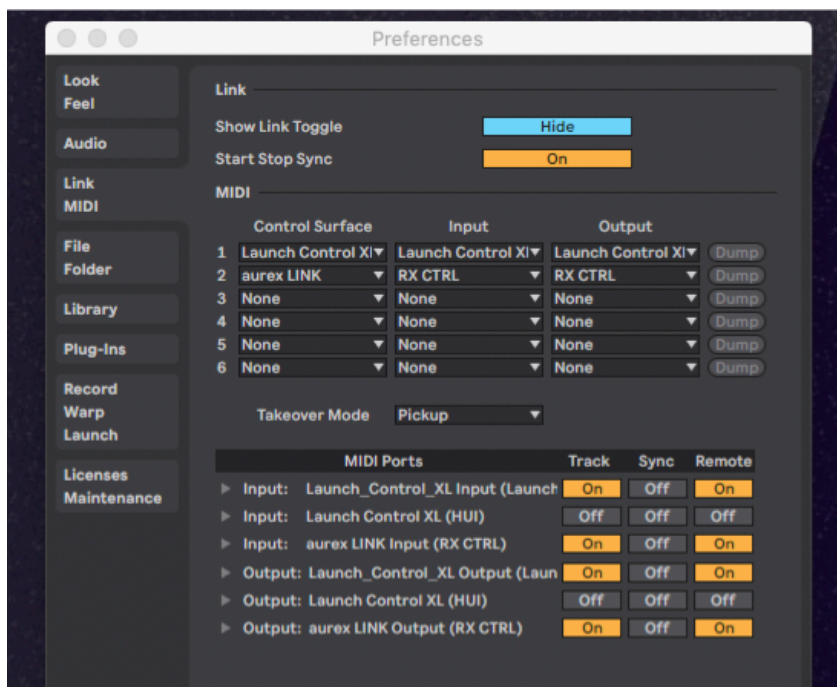 Preferences
Look
Feel
Audio
Link
MIDI
File
Folder
Library
Plug-Ins
Record
Warp
Launch
Licenses
Maintenance
Link
Show Link Toggle Hide
Start Stop Sync On
MIDI
Control Surface Input Output
1 Launch Control Xl Launch Control Xl Launch Control Xl Dump
2 aurex LINK RX CTRL RX CTRL Dump
3 None None None Dump
4 None None None Dump
5 None None None Dump
6 None None None Dump
Takeover Mode Pickup
MIDI Ports Track Sync Remote
Input: Launch_Control_XL Input (Launch On Off On
Input: Launch Control XL (HUI) Off Off Off
Input: aurex LINK Input (RX CTRL) On Off On
Output: Launch_Control_XL Output (Laun On Off On
Output: Launch Control XL (HUI) Off Off Off
Output: aurex LINK Output (RX CTRL) On Off On